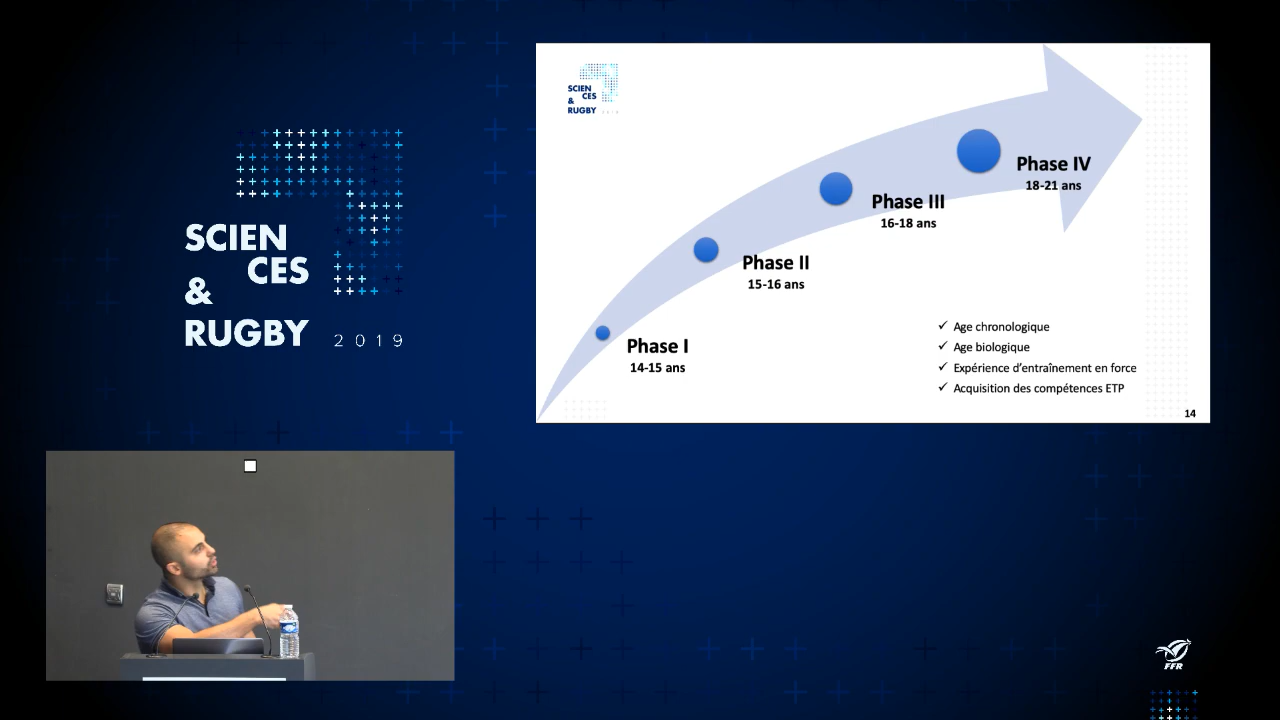 SCIEN
CES
&
RUGBY 2019
SCIEN
CES
&
RUGBY 2019
Phase IV
18-21 ans
Phase III
16-18 ans
Phase II
15-16 ans
Phase I
14-15 ans
✓ Age chronologique
✓ Age biologique
✓ Expérience d'entraînement en force
✓ Acquisition des compétences ETP
14
FFR